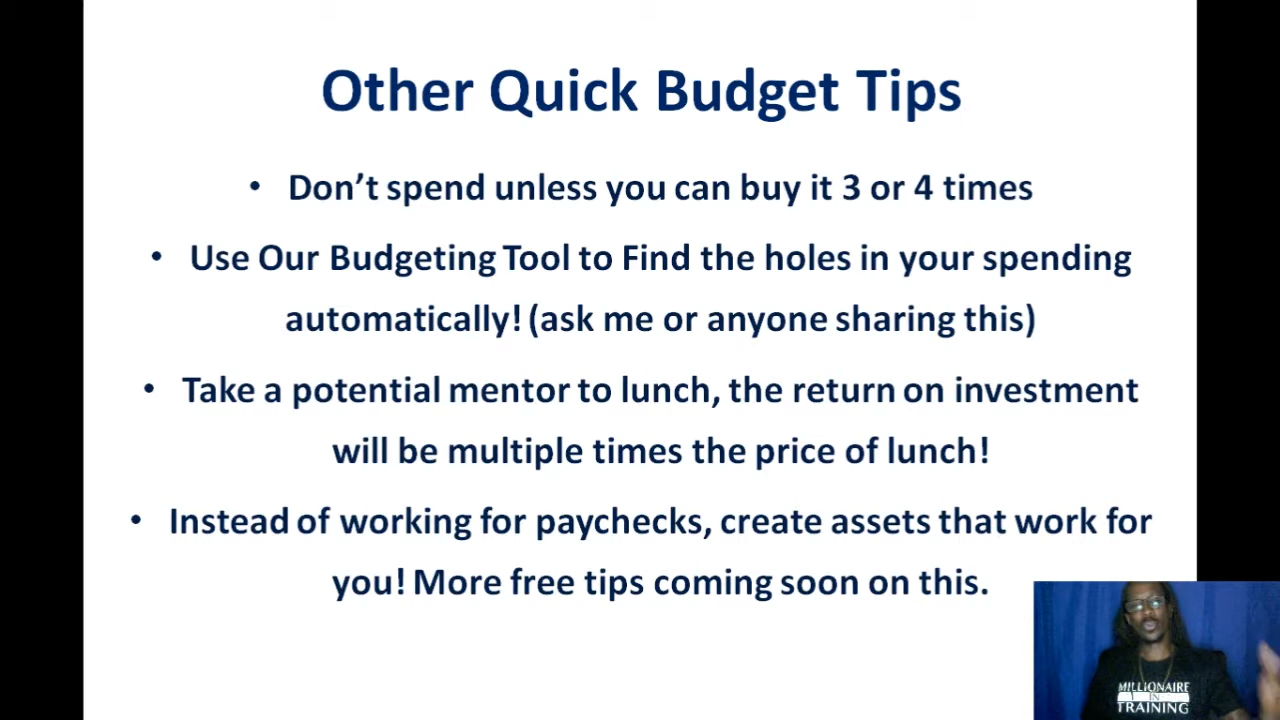 Other Quick Budget Tips
• Don’t spend unless you can buy it 3 or 4 times
• Use Our Budgeting Tool to Find the holes in your spending
automatically! (ask me or anyone sharing this)
• Take a potential mentor to lunch, the return on investment
will be multiple times the price of lunch!
• Instead of working for paychecks, create assets that work for
you! More free tips coming soon on this.
MILLIONAIRE
IN
TRAINING